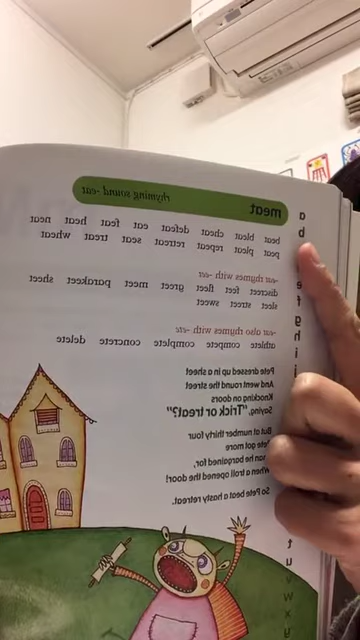 meat rhyming sound -eat
beat bleat cheat defeat eat feat heat neat
peat pleat repeat retreat seat treat wheat
-eat rhymes with -eet
discreet feet fleet greet meet parakeet sheet
sleet street sweet
-eat also rhymes with -ete
athlete compete complete concrete delete
Pete dressed up in a sheet
And went round the street
Knocking on doors
Saying, "Trick or treat?"
But at number thirty four
Pete got more
than he bargained for,
When a troll opened the door!
So Pete beat a hasty retreat.
a
b
e
f
g
h
i
j
t
u
v
w
x
y